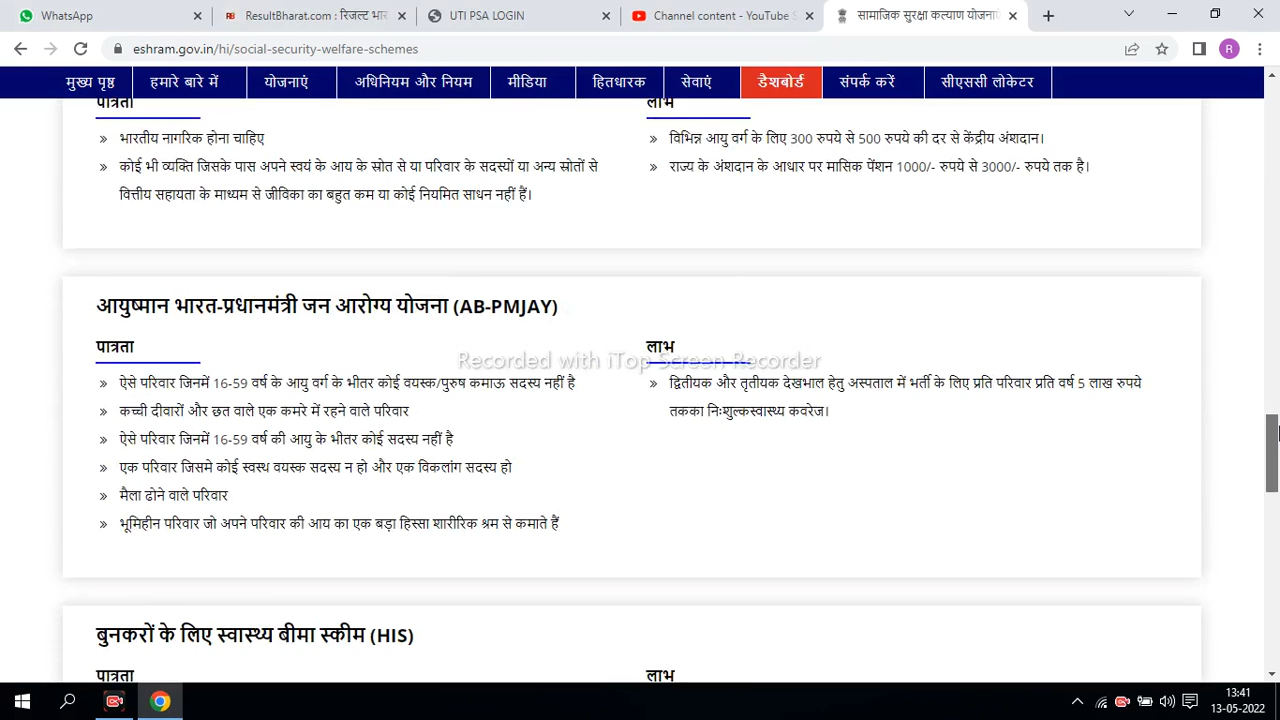 WhatsApp
ResultBharat.com : रिजल्ट भार
UTI PSA LOGIN
Channel content - YouTube S
सामाजिक सुरक्षा कल्याण योजनाएं
eshram.gov.in/hi/social-security-welfare-schemes
R
मुख्य पृष्ठ
हमारे बारे में
योजनाएं
अधिनियम और नियम
मीडिया
हितधारक
सेवाएं
डैशबोर्ड
संपर्क करें
सीएससी लोकेटर
पात्रता
» भारतीय नागरिक होना चाहिए
» कोई भी व्यक्ति जिसके पास अपने स्वयं के आय के स्रोत से या परिवार के सदस्यों या अन्य स्रोतों से
वित्तीय सहायता के माध्यम से जीविका का बहुत कम या कोई नियमित साधन नहीं हैं।
लाभ
» विभिन्न आयु वर्ग के लिए 300 रुपये से 500 रुपये की दर से केंद्रीय अंशदान।
» राज्य के अंशदान के आधार पर मासिक पेंशन 1000/- रुपये से 3000/- रुपये तक है।
आयुष्मान भारत-प्रधानमंत्री जन आरोग्य योजना (AB-PMJAY)
पात्रता
» ऐसे परिवार जिनमें 16-59 वर्ष के आयु वर्ग के भीतर कोई वयस्क/पुरुष कमाऊ सदस्य नहीं है
» कच्ची दीवारों और छत वाले एक कमरे में रहने वाले परिवार
» ऐसे परिवार जिनमें 16-59 वर्ष की आयु के भीतर कोई सदस्य नहीं है
» एक परिवार जिसमे कोई स्वस्थ वयस्क सदस्य न हो और एक विकलांग सदस्य हो
» मैला ढोने वाले परिवार
» भूमिहीन परिवार जो अपने परिवार की आय का एक बड़ा हिस्सा शारीरिक श्रम से कमाते हैं
लाभ
» द्वितीयक और तृतीयक देखभाल हेतु अस्पताल में भर्ती के लिए प्रति परिवार प्रति वर्ष 5 लाख रुपये
तकका निःशुल्कस्वास्थ्य कवरेज।
Recorded with iTop Screen Recorder
बुनकरों के लिए स्वास्थ्य बीमा स्कीम (HIS)
पात्रता
लाभ
13:41
13-05-2022